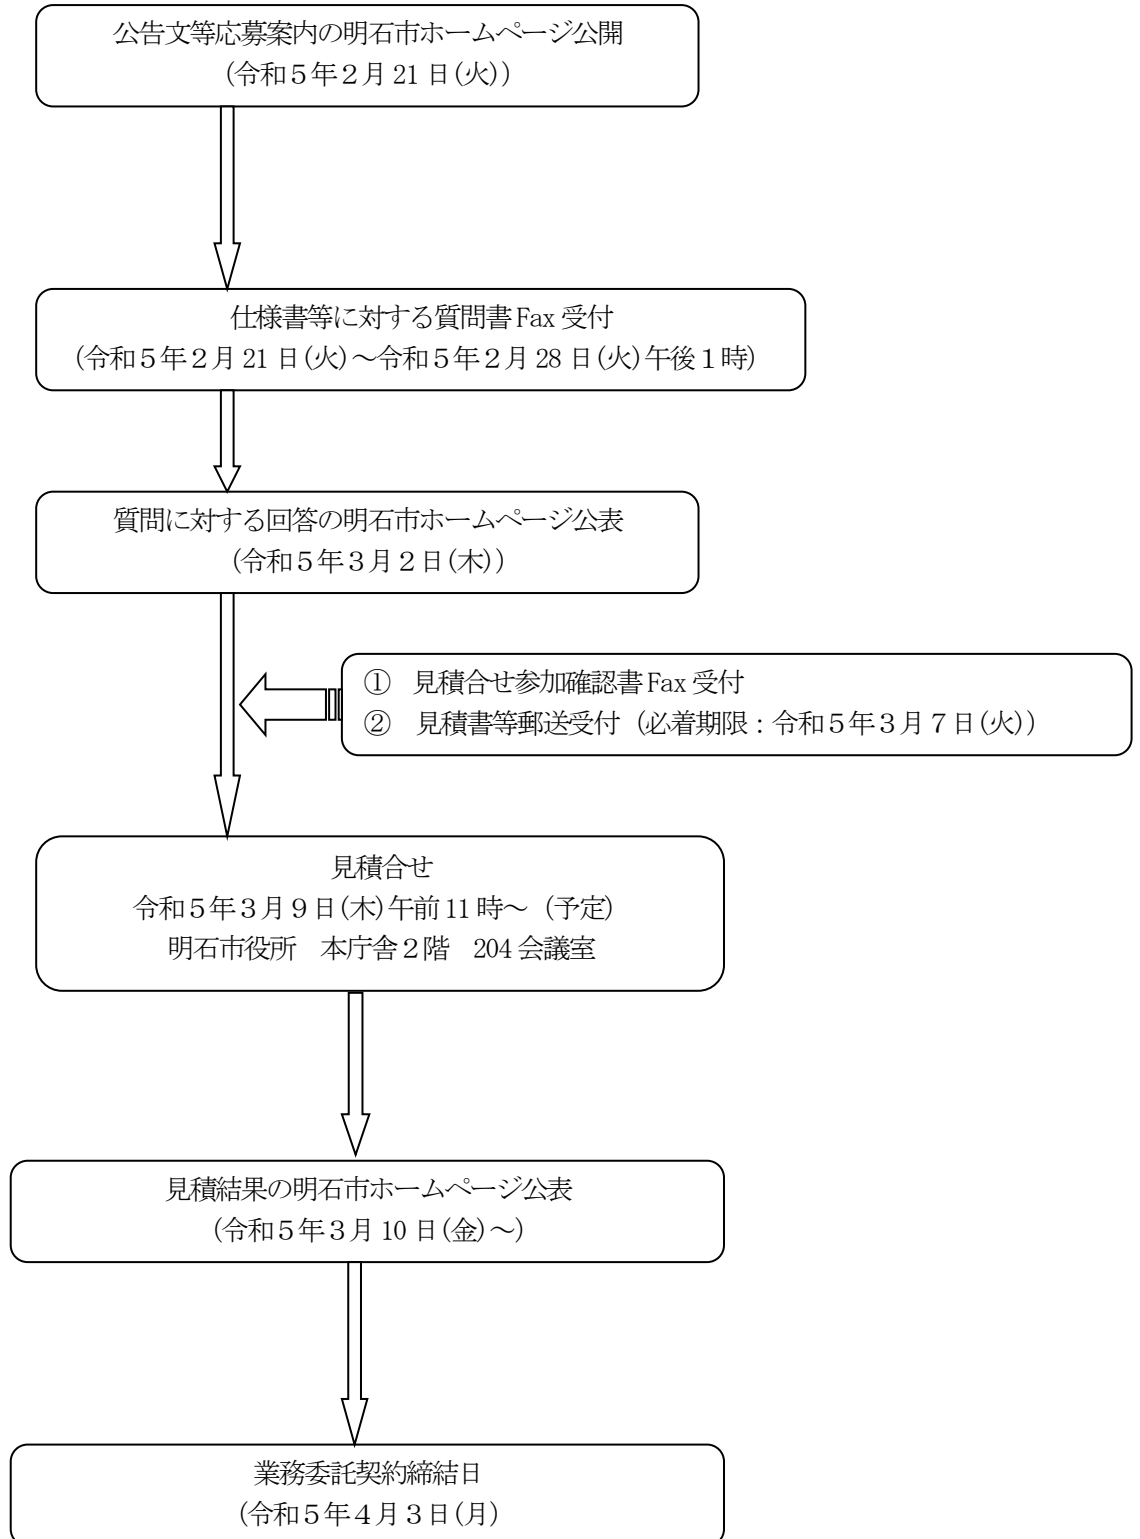 公告文等応募案内の明石市ホームページ公開
(令和５年２月21日(火))
仕様書等に対する質問書Fax受付
(令和５年２月21日(火)～令和５年２月28日(火)午後１時)
質問に対する回答の明石市ホームページ公表
(令和５年３月２日(木))
①　見積合せ参加確認書Fax受付
②　見積書等郵送受付（必着期限：令和５年３月７日(火)）
見積合せ
令和５年３月９日(木)午前11時～（予定）
明石市役所　本庁舎２階　204会議室
見積結果の明石市ホームページ公表
(令和５年３月10日(金)～)
業務委託契約締結日
(令和５年４月３日(月)